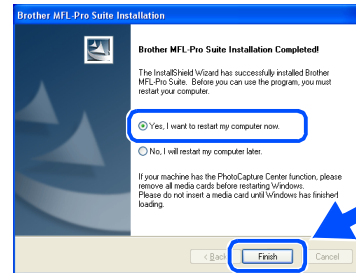 Brother MFL-Pro Suite Installation
Brother MFL-Pro Suite Installation Completed!
The InstallShield Wizard has successfully installed Brother
MFL-Pro Suite. Before you can use the program, you must
restart your computer.
Yes, I want to restart my computer now.
No, I will restart my computer later.
If your machine has the PhotoCapture Center function, please
remove all media cards before restarting Windows.
Please do not insert a media card until Windows has finished
loading.
< Back Finish Cancel